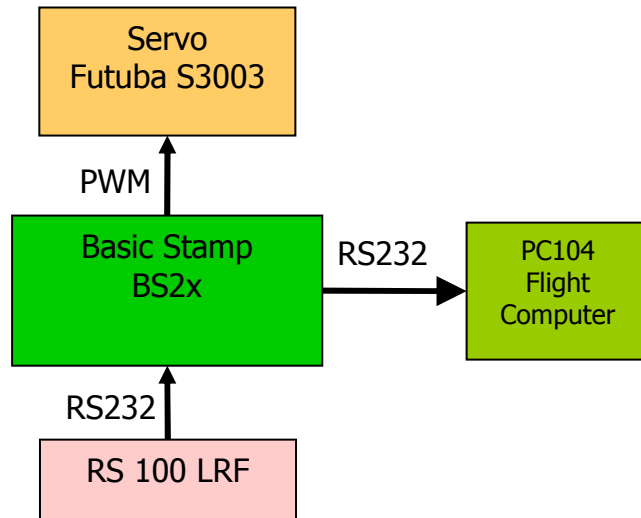 Servo
Futuba S3003
PWM
Basic Stamp
BS2x
RS232
PC104
Flight
Computer
RS232
RS 100 LRF